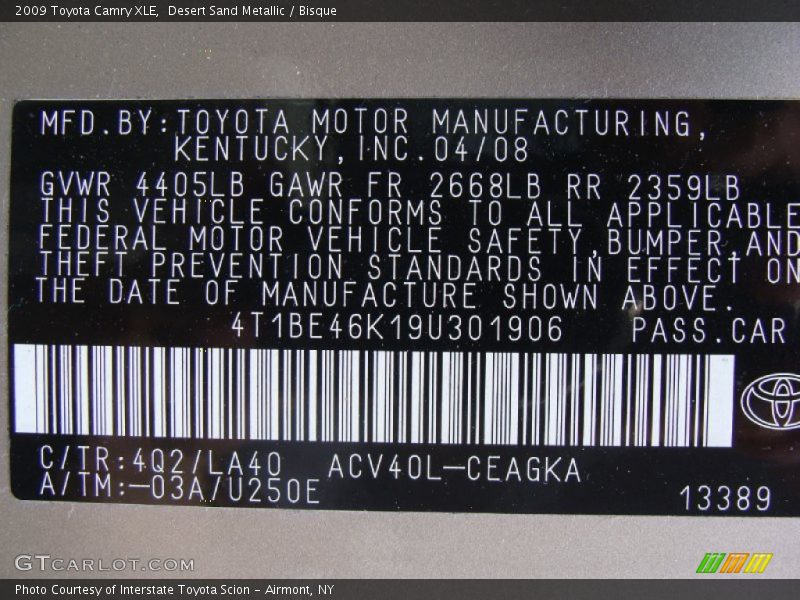 2009 Toyota Camry XLE,  Desert Sand Metallic / Bisque
MFD.BY:TOYOTA MOTOR MANUFACTURING,
KENTUCKY,INC.04/08
GVWR 4405LB GAWR FR 2668LB RR 2359LB
THIS VEHICLE CONFORMS TO ALL APPLICABLE
FEDERAL MOTOR VEHICLE SAFETY,BUMPER,AND
THEFT PREVENTION STANDARDS IN EFFECT ON
THE DATE OF MANUFACTURE SHOWN ABOVE.
4T1BE46K19U301906 PASS.CAR
C/TR:4Q2/LA40 ACV40L-CEAGKA
A/TM:-03A/U250E
13389
GTCARLOT.COM
Photo Courtesy of Interstate Toyota Scion - Airmont, NY